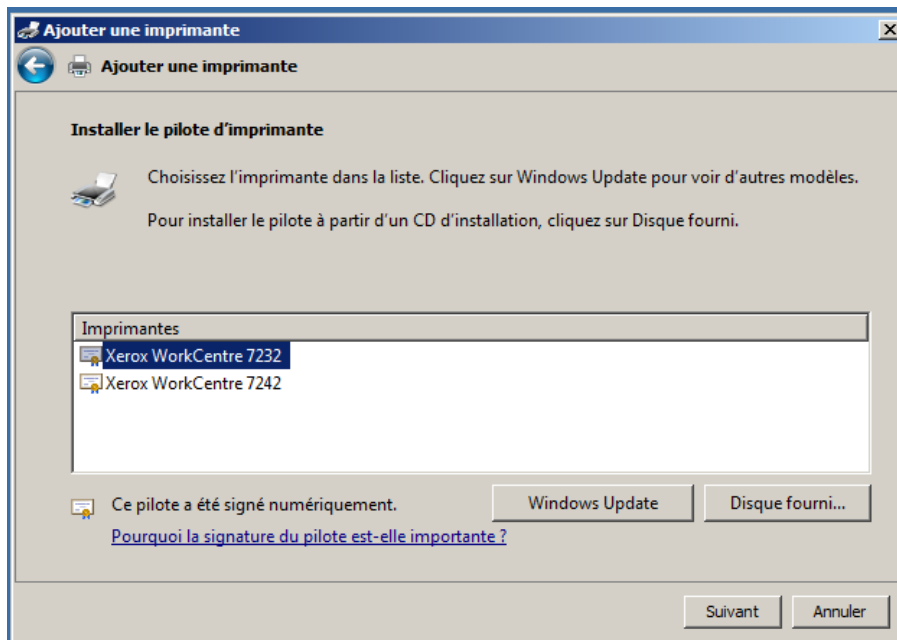 Ajouter une imprimante
Ajouter une imprimante
Installer le pilote d'imprimante
Choisissez l'imprimante dans la liste. Cliquez sur Windows Update pour voir d'autres modèles.
Pour installer le pilote à partir d'un CD d'installation, cliquez sur Disque fourni.
Imprimantes
Xerox WorkCentre 7232
Xerox WorkCentre 7242
Ce pilote a été signé numériquement.
Windows Update
Disque fourni...
Pourquoi la signature du pilote est-elle importante ?
Suivant
Annuler